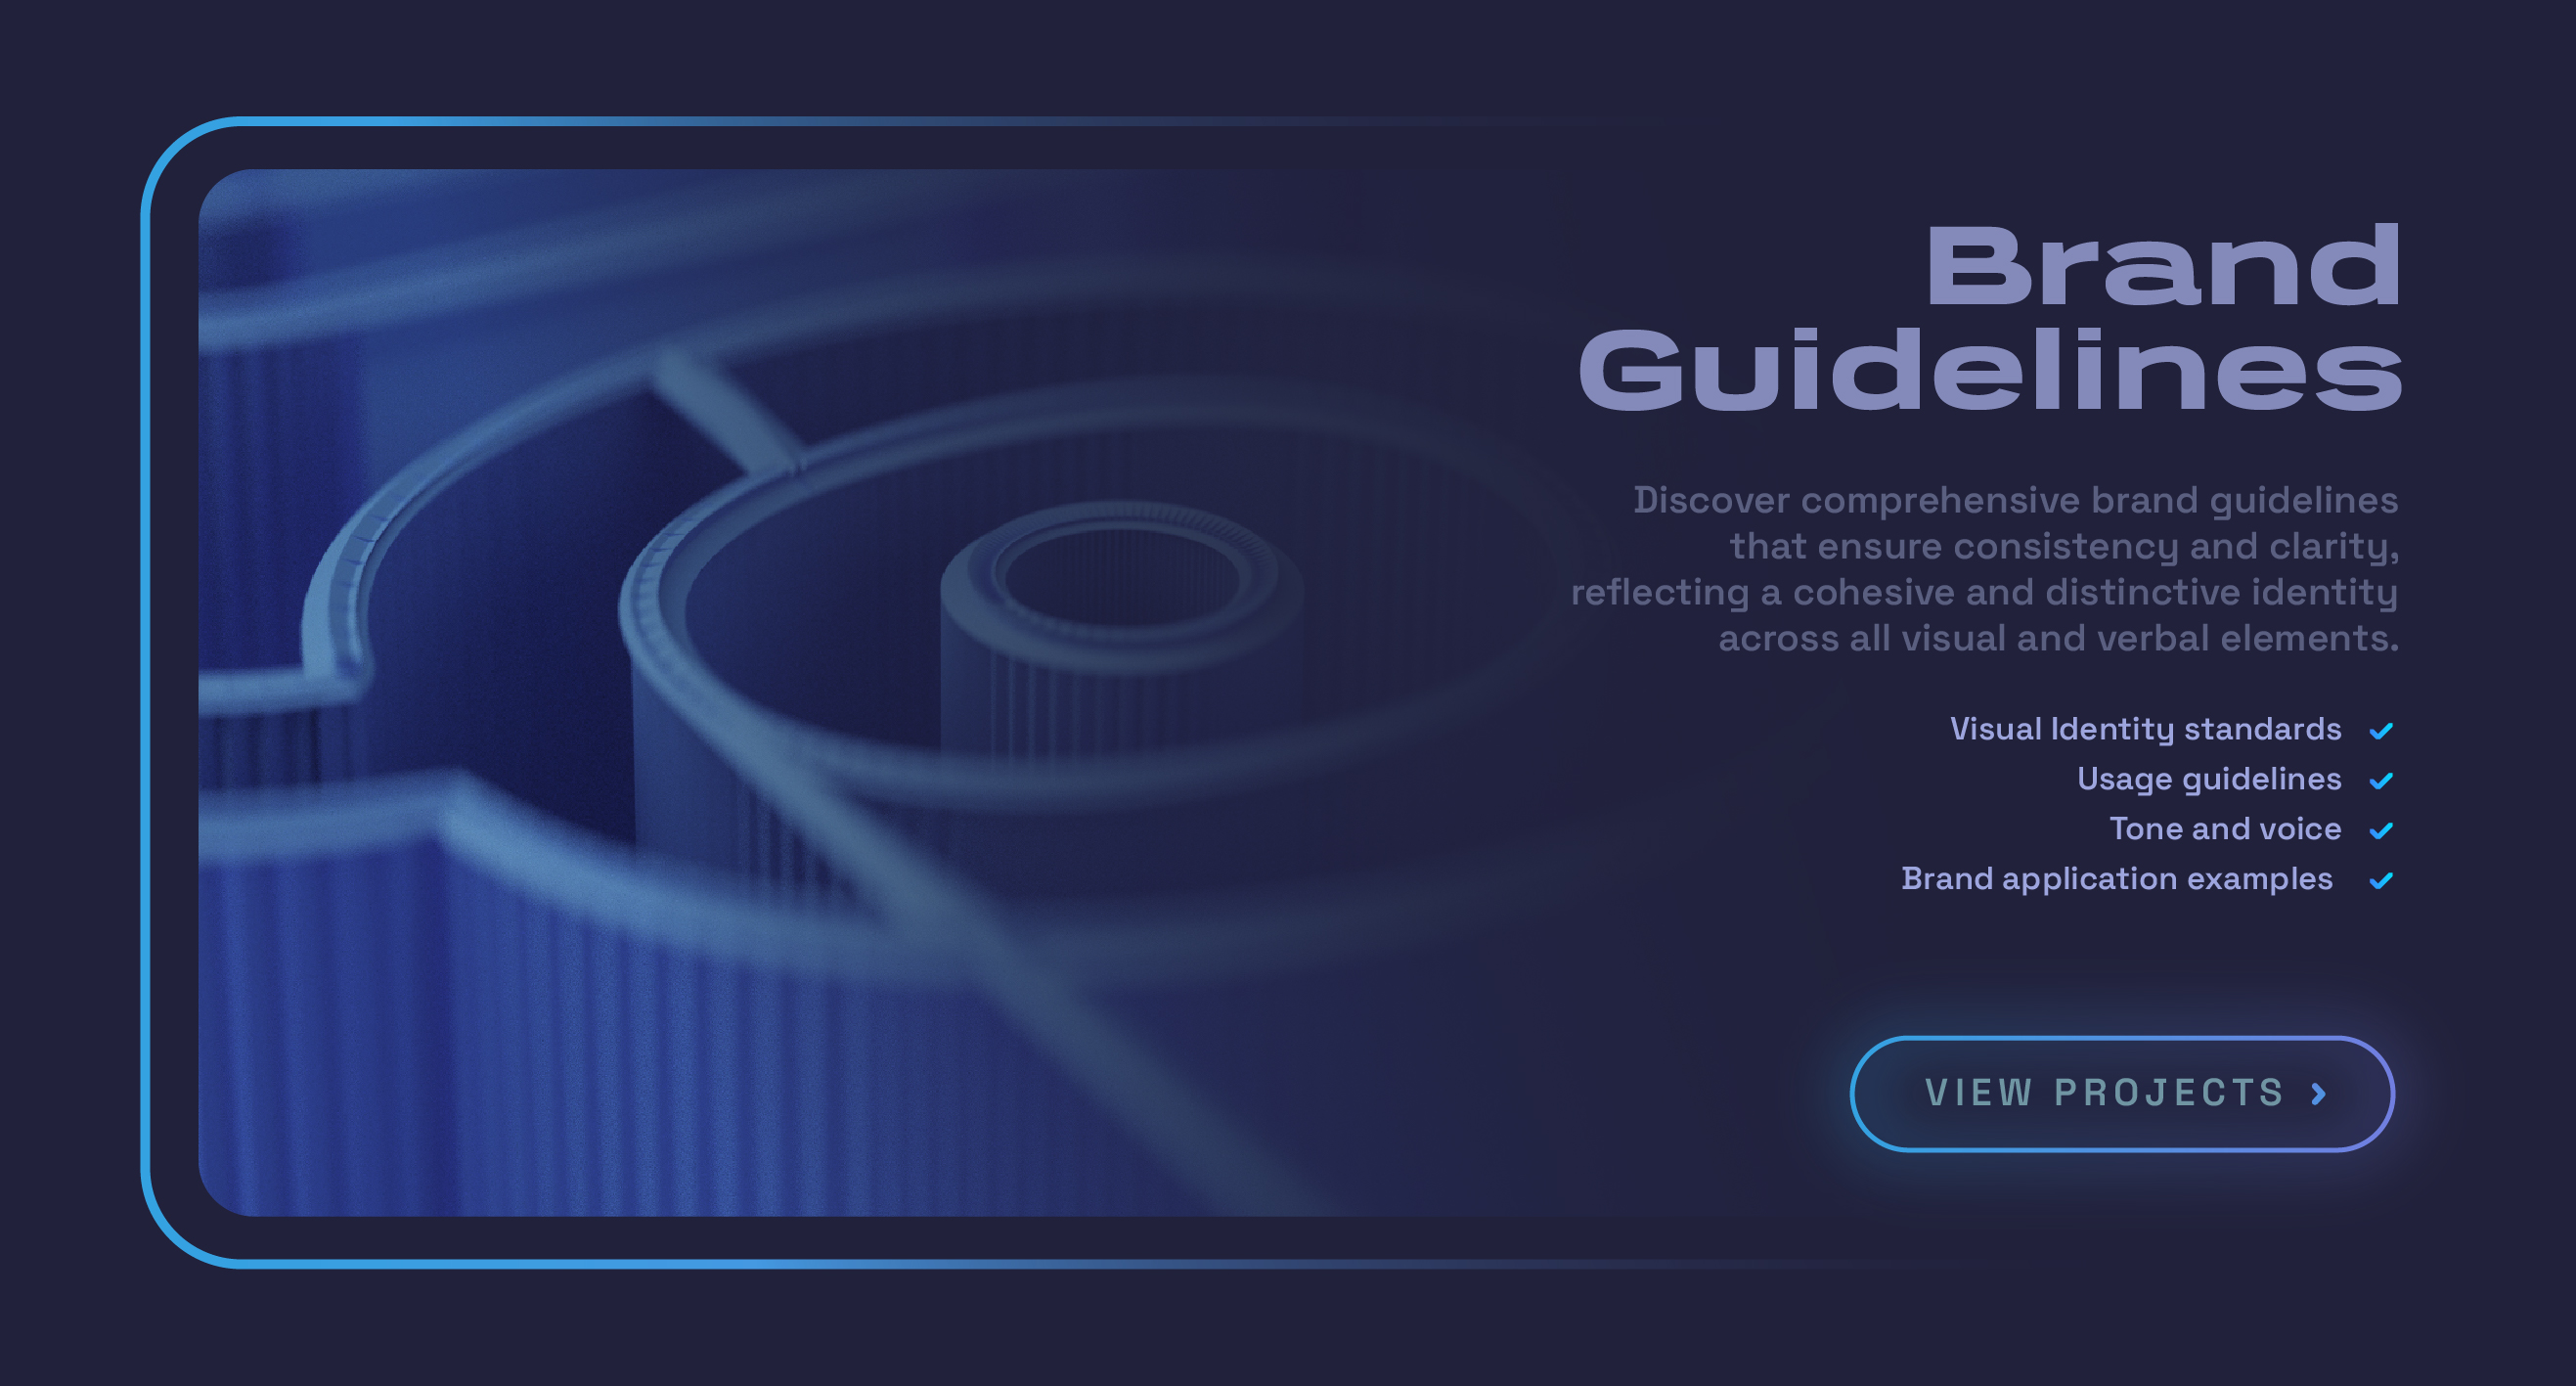 Brand
Guidelines
Discover comprehensive brand guidelines
that ensure consistency and clarity,
reflecting a cohesive and distinctive identity
across all visual and verbal elements.
Visual Identity standards
Usage guidelines
Tone and voice
Brand application examples
VIEW PROJECTS